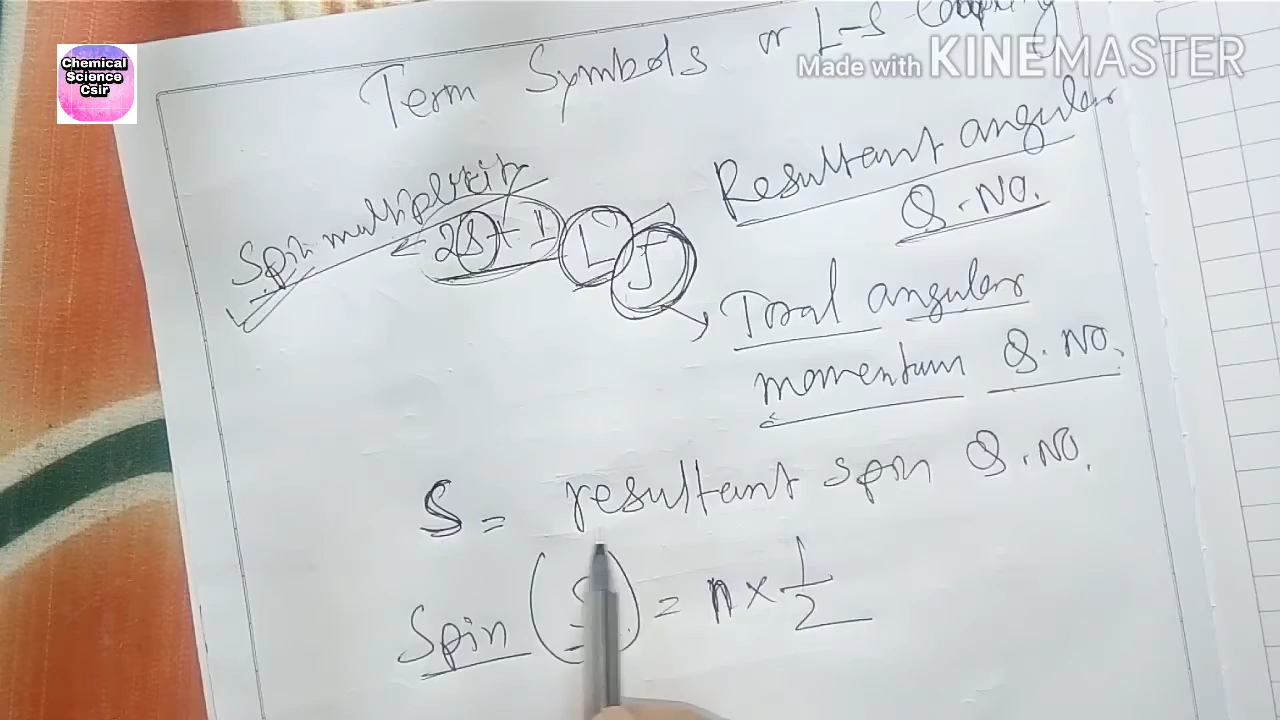 Chemical
Science
Csir
Made with KINEMASTER
Term Symbols or L-S Coupling
Spin multiplicity
2S+1 L J
Resultant angular
Q.NO.
Total angular
momentum Q.NO.
S = resultant spin Q.NO.
Spin (S) = n × 1/2